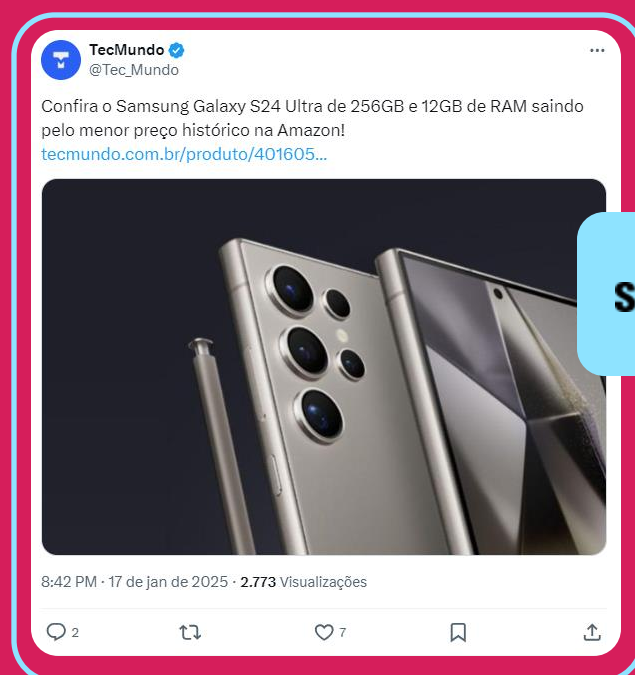 TecMundo
@Tec_Mundo
Confira o Samsung Galaxy S24 Ultra de 256GB e 12GB de RAM saindo
pelo menor preço histórico na Amazon!
tecmundo.com.br/produto/401605...
S
8:42 PM · 17 de jan de 2025 · 2.773 Visualizações
2
7